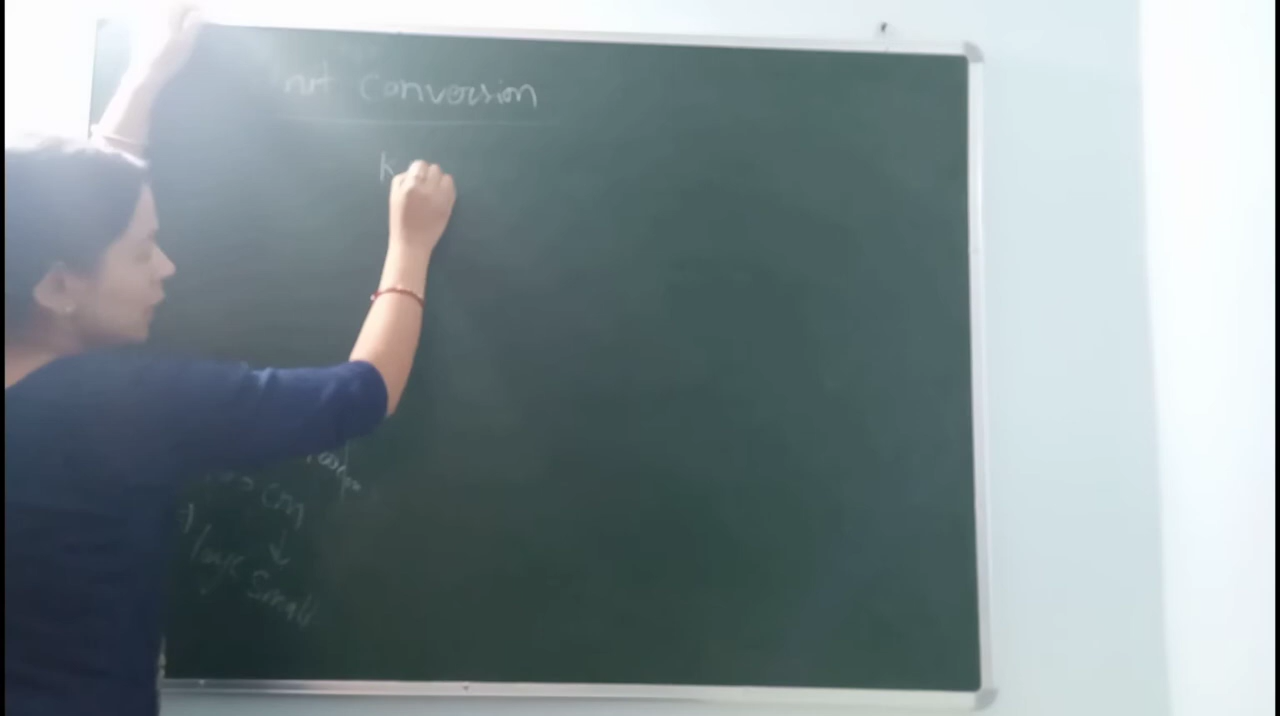 nit conversion
k
cm
large small